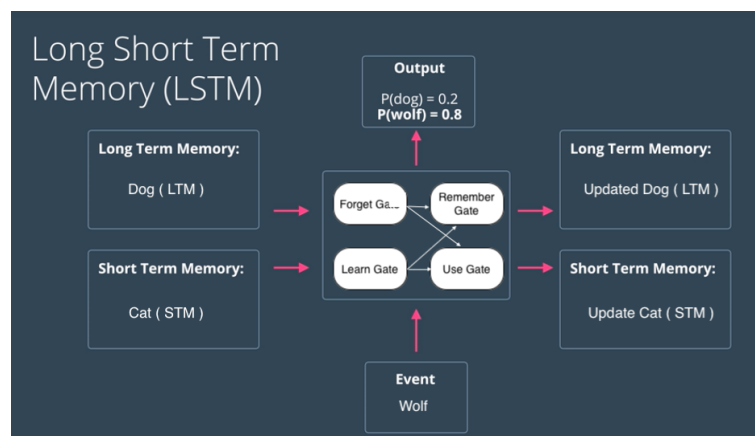 Long Short Term
Memory (LSTM)
Output
P(dog) = 0.2
P(wolf) = 0.8
Long Term Memory:
Dog ( LTM )
Long Term Memory:
Updated Dog ( LTM )
Forget Ga
Remember
Gate
Learn Gate
Use Gate
Short Term Memory:
Cat ( STM )
Short Term Memory:
Update Cat ( STM )
Event
Wolf